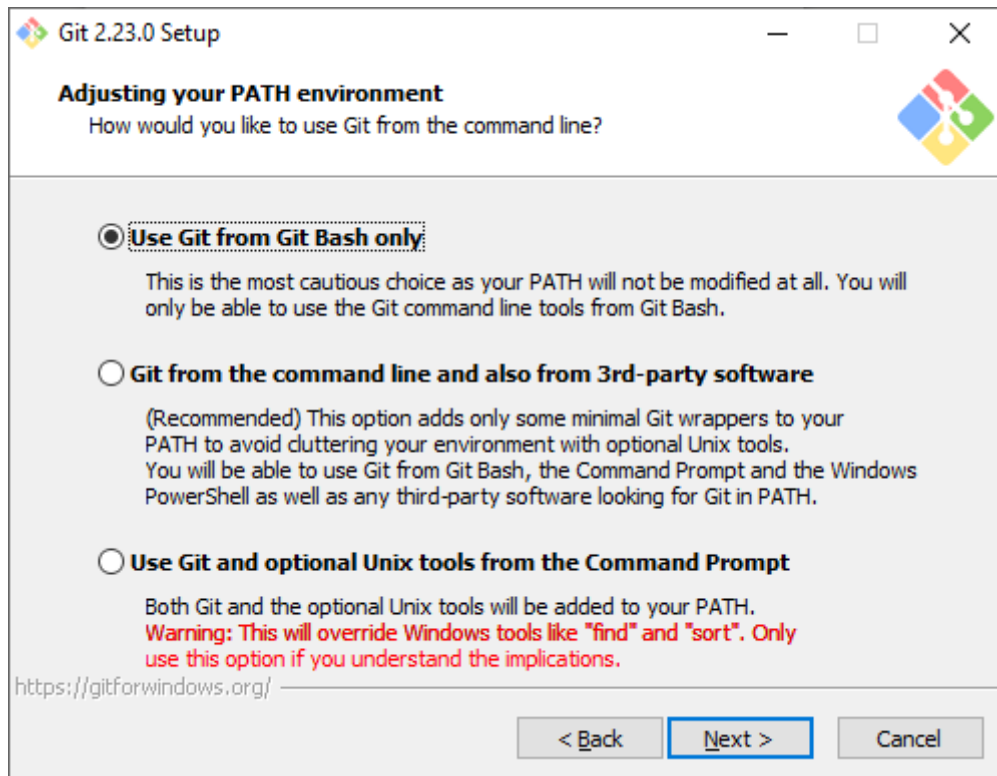 Git 2.23.0 Setup
Adjusting your PATH environment
How would you like to use Git from the command line?
Use Git from Git Bash only
This is the most cautious choice as your PATH will not be modified at all. You will
only be able to use the Git command line tools from Git Bash.
Git from the command line and also from 3rd-party software
(Recommended) This option adds only some minimal Git wrappers to your
PATH to avoid cluttering your environment with optional Unix tools.
You will be able to use Git from Git Bash, the Command Prompt and the Windows
PowerShell as well as any third-party software looking for Git in PATH.
Use Git and optional Unix tools from the Command Prompt
Both Git and the optional Unix tools will be added to your PATH.
Warning: This will override Windows tools like "find" and "sort". Only
use this option if you understand the implications.
https://gitforwindows.org/
< Back Next > Cancel